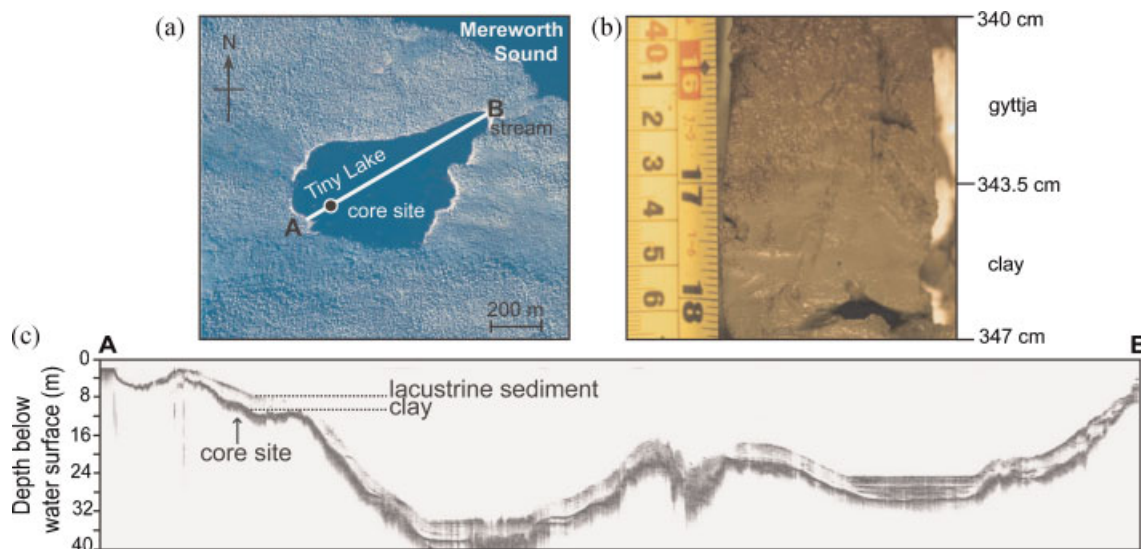 (a)
N
Mereworth
Sound
B
stream
Tiny Lake
core site
A
200 m
(b)
40
1
2
3
4
5
6
16
17
18
340 cm
gyttja
343.5 cm
clay
347 cm
(c)
A
B
Depth below
water surface (m)
0
8
16
24
32
40
lacustrine sediment
clay
core site